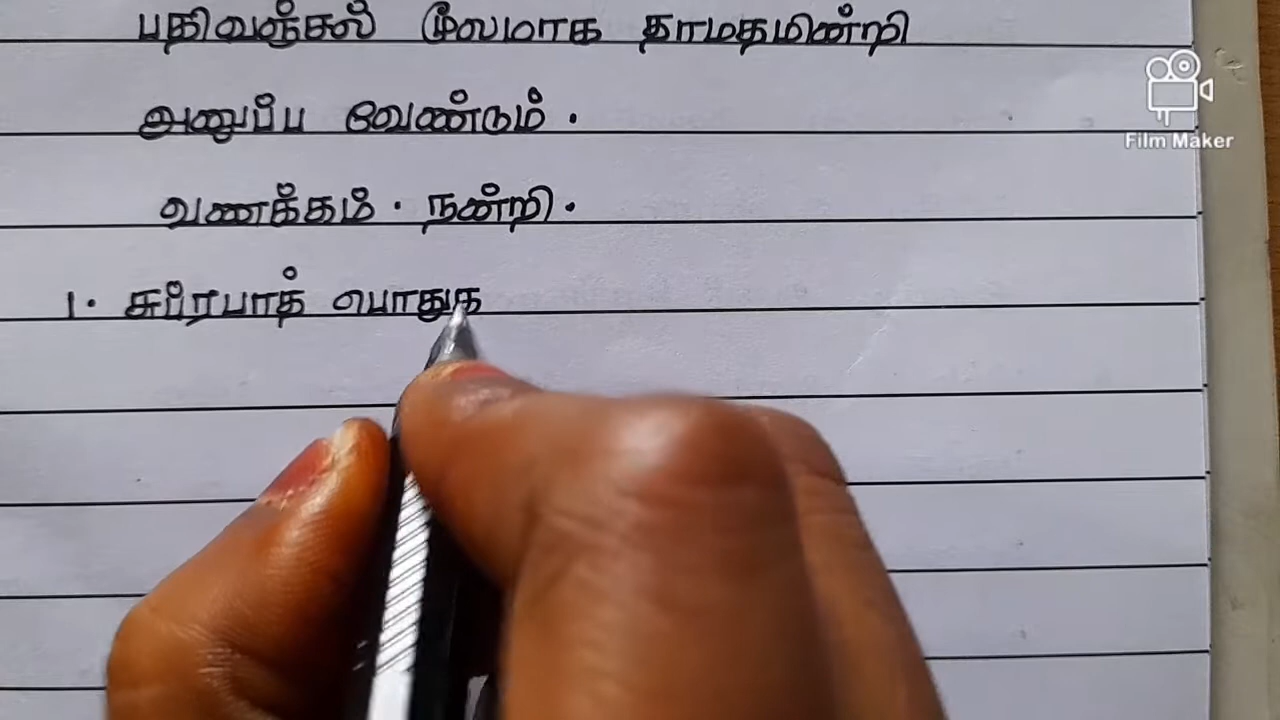 பதிவஞ்சல் மூலமாக தாமதமின்றி
அனுப்ப வேண்டும்.
வணக்கம். நன்றி.
1. சுப்ரபாத் பொதுக
Film Maker